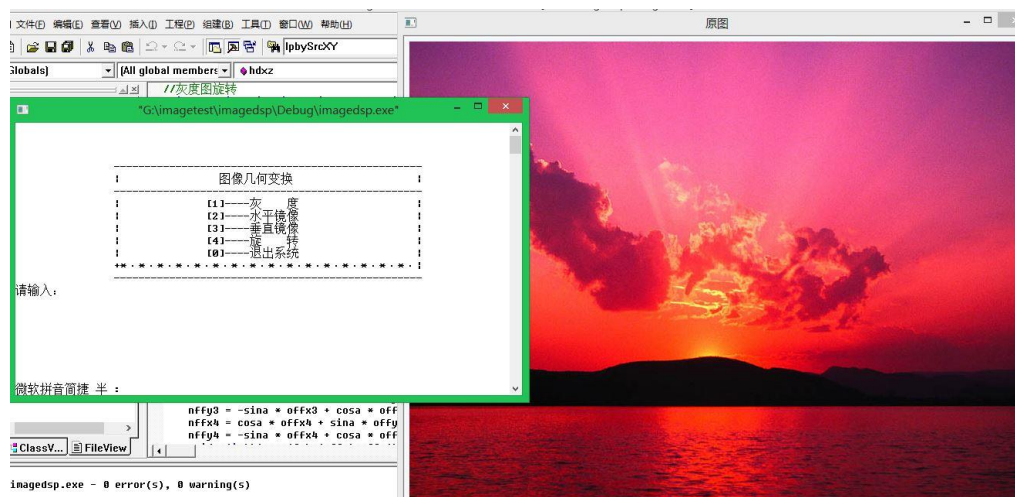 文件(F) 编辑(E) 查看(V) 插入(I) 工程(P) 组建(B) 工具(T) 窗口(W) 帮助(H)
原图
lpbySrcXY
Globals)
[All global members
hdxz
//灰度图旋转
"G:\imagetest\imagedsp\Debug\imagedsp.exe"
图像几何变换
[1]----灰 度
[2]----水平镜像
[3]----垂直镜像
[4]----旋 转
[0]----退出系统
请输入:
微软拼音简捷 半 :
nffy3 = -sina * offx3 + cosa * off
nffx4 = cosa * offx4 + sina * offy
nffy4 = -sina * offx4 + cosa * off
ClassV... FileView
imagedsp.exe - 0 error(s), 0 warning(s)